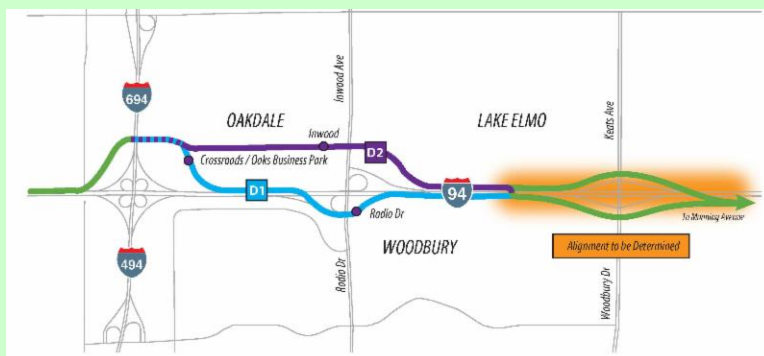 694
OAKDALE
Inwood Ave
LAKE ELMO
Keats Ave
Inwood
D2
Crossroads / Oaks Business Park
D1
94
Radio Dr
To Manning Avenue
WOODBURY
Alignment to be Determined
494
Radio Dr
Woodbury Dr